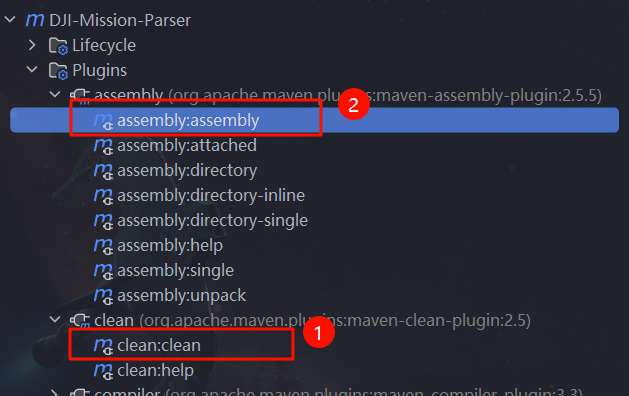 DJI-Mission-Parser
Lifecycle
Plugins
assembly (org.apache.maven.plugins:maven-assembly-plugin:2.5.5)
assembly:assembly
2
assembly:attached
assembly:directory
assembly:directory-inline
assembly:directory-single
assembly:help
assembly:single
assembly:unpack
clean (org.apache.maven.plugins:maven-clean-plugin:2.5)
clean:clean
1
clean:help
compiler (org.apache.maven.plugins:maven-compiler-plugin:3.3)